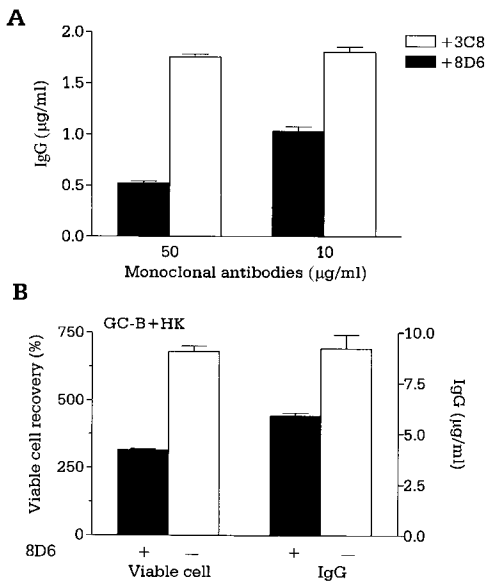 A
+3C8
+8D6
IgG (μg/ml)
2.0
1.5
1.0
0.5
0.0
50 10
Monoclonal antibodies (μg/ml)
B
GC-B+HK
Viable cell recovery (%)
750
500
250
0
10.0
7.5
5.0
2.5
0.0
IgG (μg/ml)
8D6 + — + —
Viable cell IgG